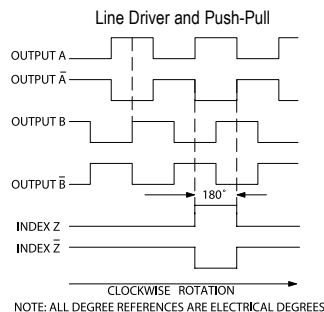 Line Driver and Push-Pull
OUTPUT A
OUTPUT A̅
OUTPUT B
OUTPUT B̅
180°
INDEX Z
INDEX Z̅
CLOCKWISE ROTATION
NOTE: ALL DEGREE REFERENCES ARE ELECTRICAL DEGREES